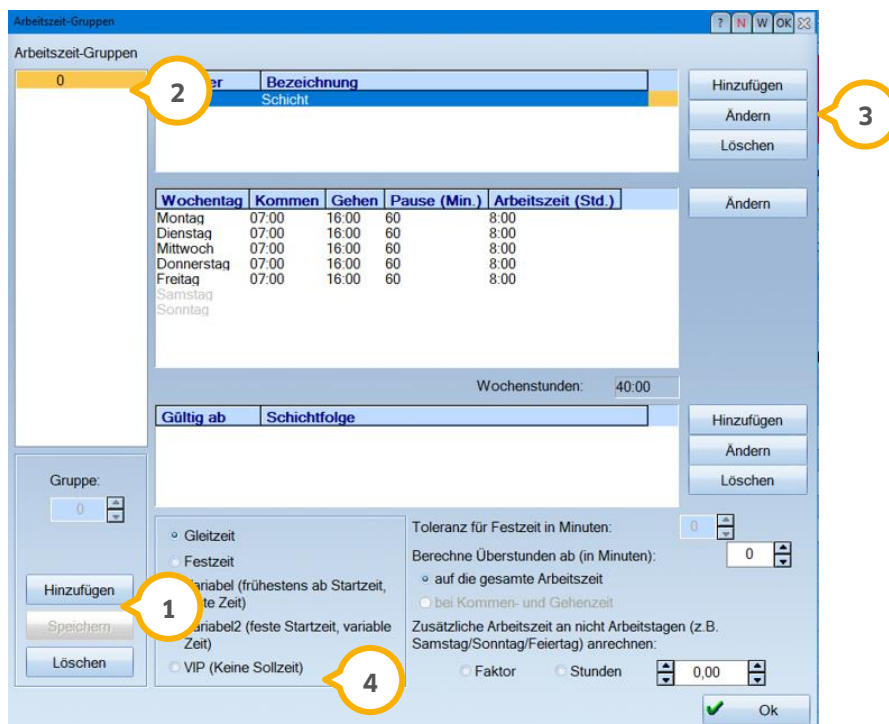 Arbeitszeit-Gruppen
? N W OK
Arbeitszeit-Gruppen
0
2
Bezeichnung
Schicht
Hinzufügen
Ändern
Löschen
3
Wochentag Kommen Gehen Pause (Min.) Arbeitszeit (Std.)
Montag 07:00 16:00 60 8:00
Dienstag 07:00 16:00 60 8:00
Mittwoch 07:00 16:00 60 8:00
Donnerstag 07:00 16:00 60 8:00
Freitag 07:00 16:00 60 8:00
Samstag
Sonntag
Ändern
Wochenstunden: 40:00
Gültig ab Schichtfolge
Hinzufügen
Ändern
Löschen
Gruppe:
0
Hinzufügen
Speichern
Löschen
1
Gleitzeit
Festzeit
(frühestens ab Startzeit,
Zeit)
(feste Startzeit, variable
Zeit)
VIP (Keine Sollzeit)
4
Toleranz für Festzeit in Minuten: 0
Berechne Überstunden ab (in Minuten): 0
auf die gesamte Arbeitszeit
bei Kommen- und Gehenzeit
Zusätzliche Arbeitszeit an nicht Arbeitstagen (z.B.
Samstag/Sonntag/Feiertag) anrechnen:
Faktor Stunden 0,00
Ok